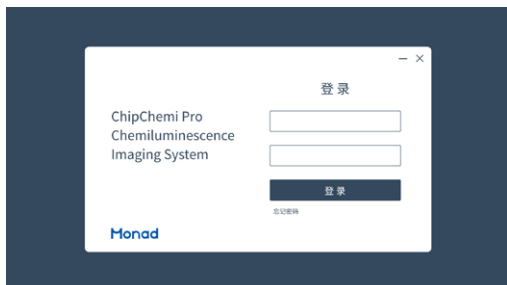 登录
ChipChemi Pro
Chemiluminescence
Imaging System
登录
忘记密码
Monad